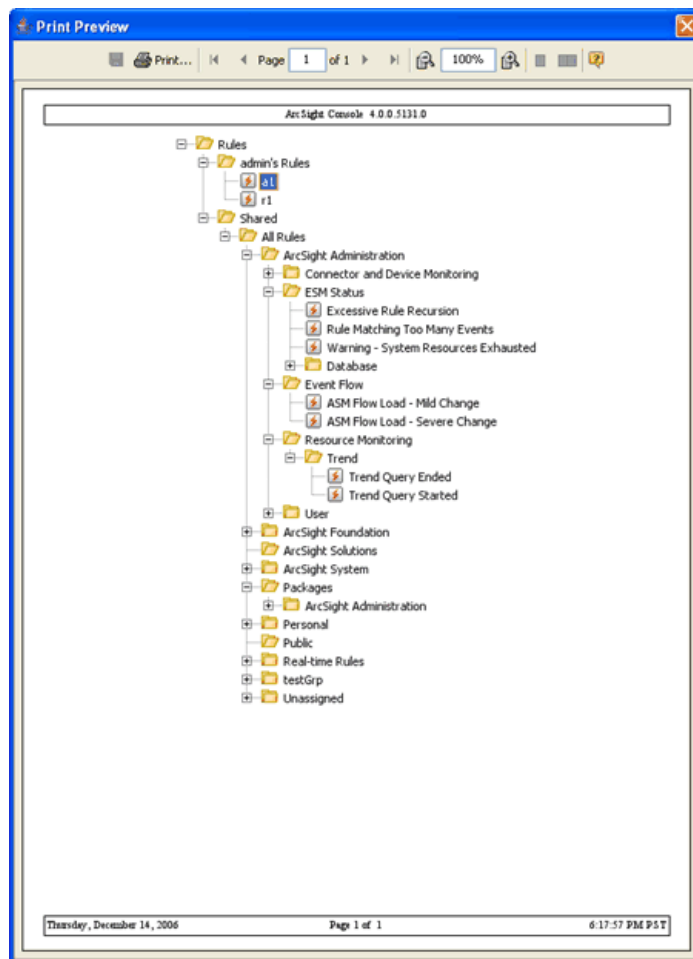 Print Preview
Print... Page 1 of 1 100%
ArcSight Console 4.0.0.5131.0
Rules
admin's Rules
a1
r1
Shared
All Rules
ArcSight Administration
Connector and Device Monitoring
ESM Status
Excessive Rule Recursion
Rule Matching Too Many Events
Warning - System Resources Exhausted
Database
Event Flow
ASM Flow Load - Mild Change
ASM Flow Load - Severe Change
Resource Monitoring
Trend
Trend Query Ended
Trend Query Started
User
ArcSight Foundation
ArcSight Solutions
ArcSight System
Packages
ArcSight Administration
Personal
Public
Real-time Rules
testGrp
Unassigned
Thursday, December 14, 2006 Page 1 of 1 6:17:57 PM PST